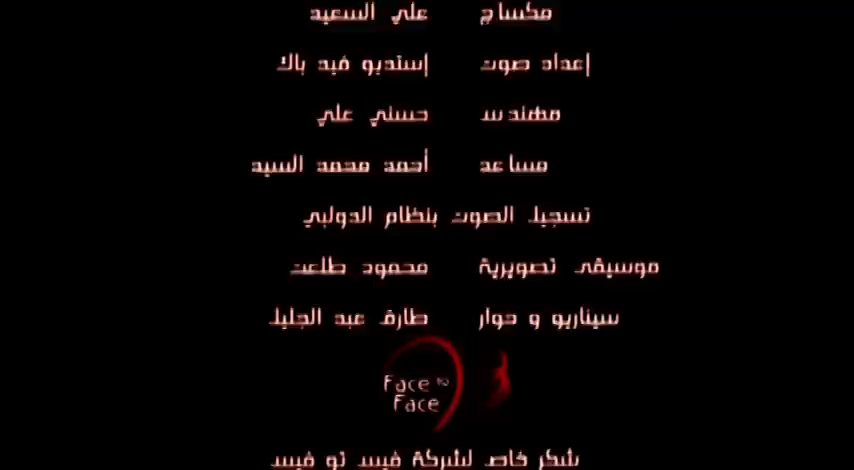 مكساج علي السعيد
إعداد صوت إستديو فيد باك
مهندس حسني علي
مساعد أحمد محمد السيد
تسجيل الصوت بنظام الدولبي
موسيقى تصويرية محمود طلعت
سيناريو و حوار طارق عبد الجليل
Face to
Face
شكر خاص لشركة فيس تو فيس